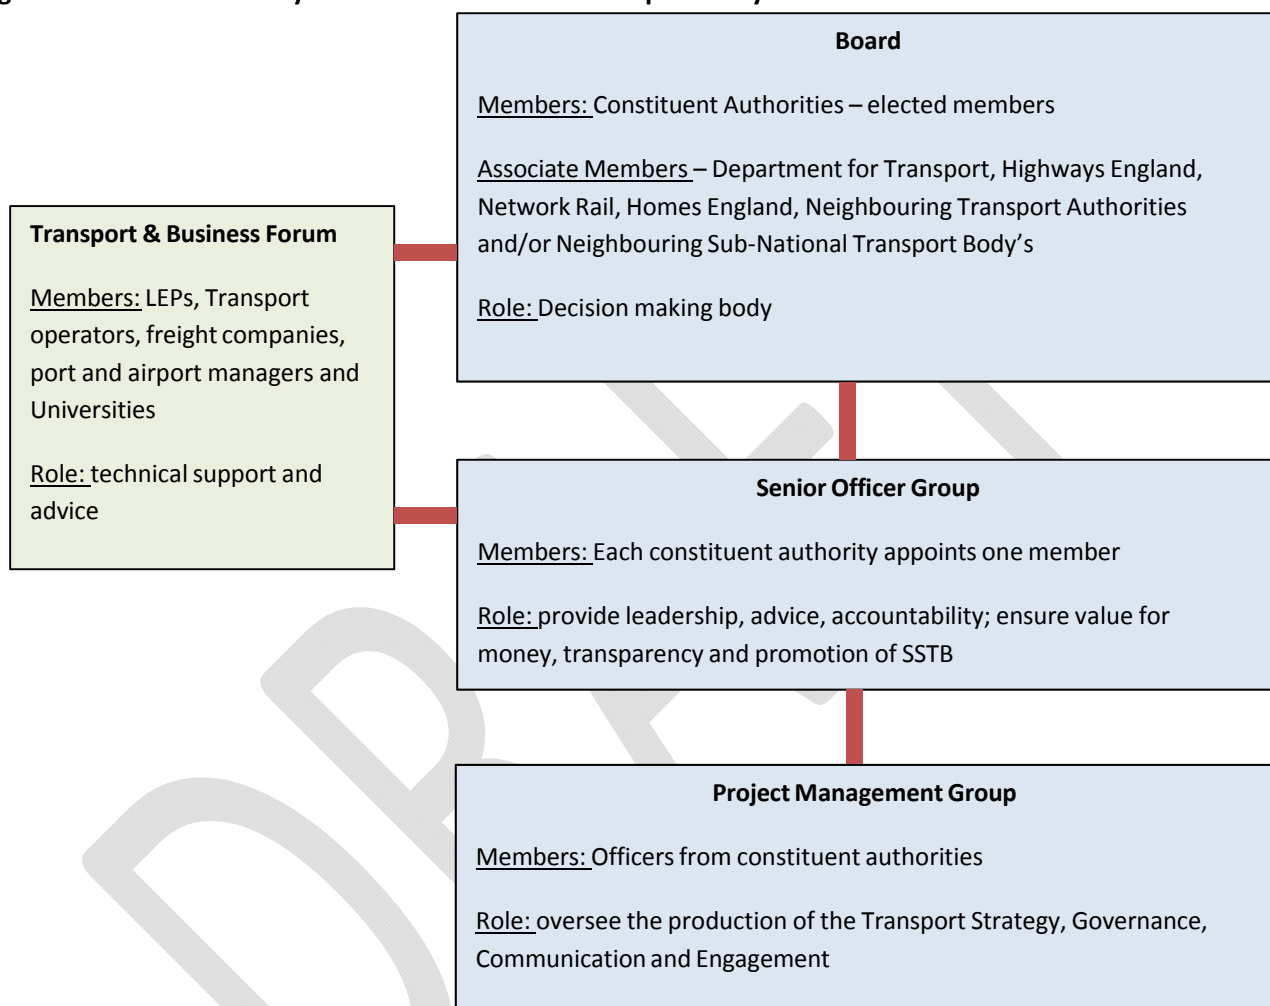 Board
Members: Constituent Authorities – elected members
Associate Members – Department for Transport, Highways England,
Network Rail, Homes England, Neighbouring Transport Authorities
and/or Neighbouring Sub-National Transport Body’s
Role: Decision making body
Transport & Business Forum
Members: LEPs, Transport
operators, freight companies,
port and airport managers and
Universities
Role: technical support and
advice
Senior Officer Group
Members: Each constituent authority appoints one member
Role: provide leadership, advice, accountability; ensure value for
money, transparency and promotion of SSTB
Project Management Group
Members: Officers from constituent authorities
Role: oversee the production of the Transport Strategy, Governance,
Communication and Engagement
DRAFT